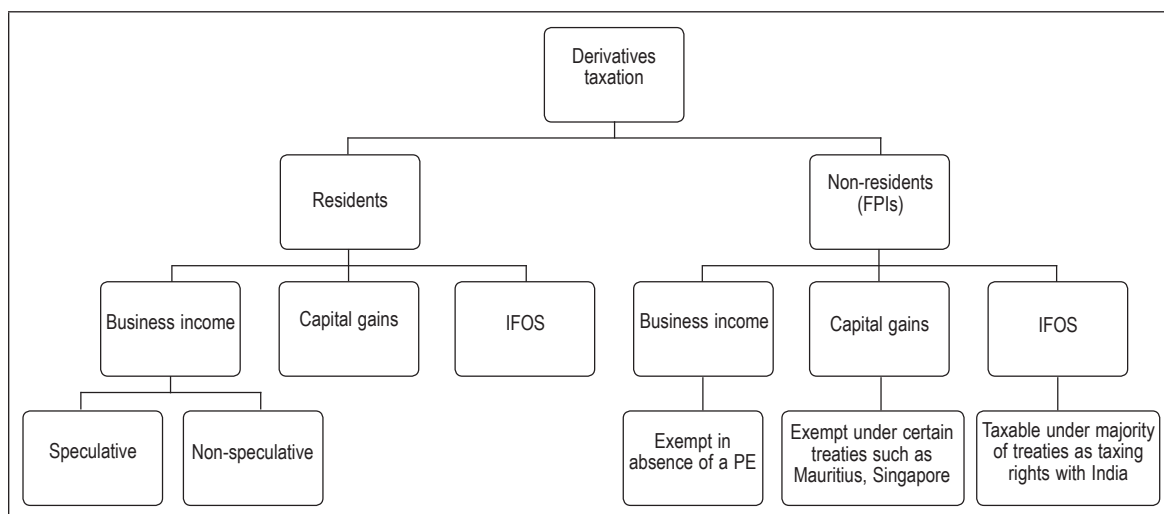 Derivatives
taxation
Residents
Non-residents
(FPIs)
Business income
Capital gains
IFOS
Business income
Capital gains
IFOS
Speculative
Non-speculative
Exempt in
absence of a PE
Exempt under certain
treaties such as
Mauritius, Singapore
Taxable under majority
of treaties as taxing
rights with India